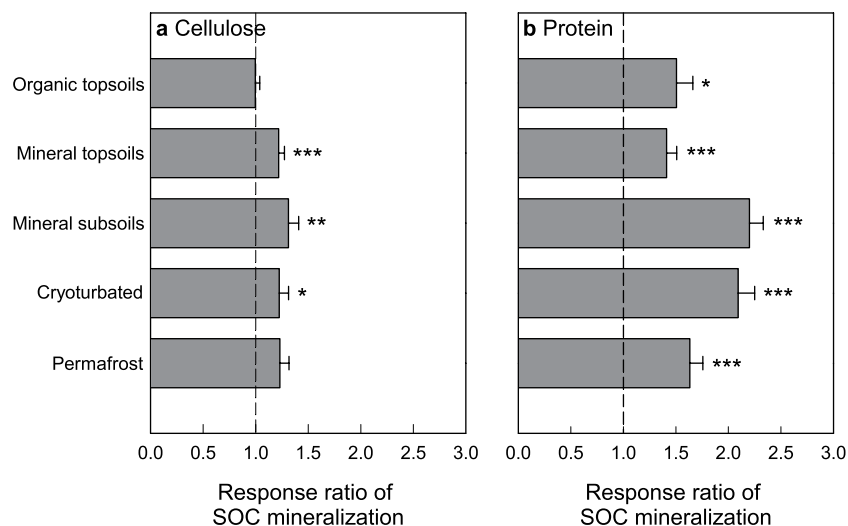 a Cellulose
b Protein
Organic topsoils
*
Mineral topsoils
***
***
Mineral subsoils
**
***
Cryoturbated
*
***
Permafrost
***
0.0 0.5 1.0 1.5 2.0 2.5 3.0
0.0 0.5 1.0 1.5 2.0 2.5 3.0
Response ratio of
SOC mineralization
Response ratio of
SOC mineralization